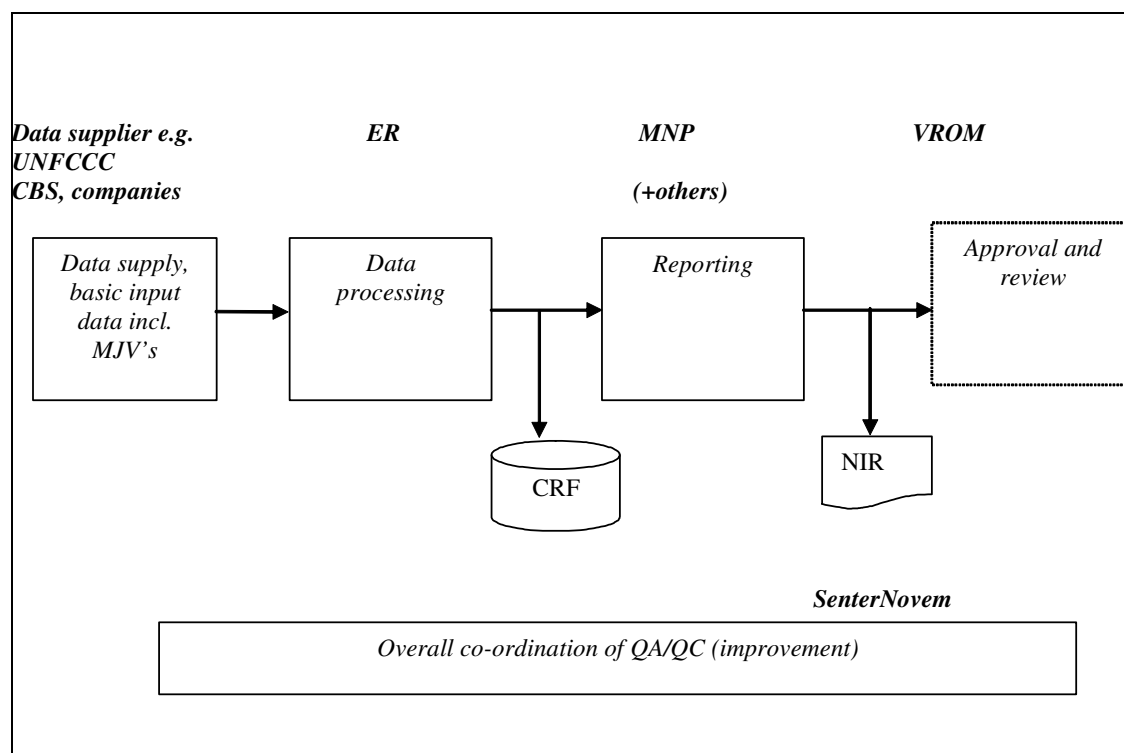 Data supplier e.g.
UNFCCC
CBS, companies
ER
MNP
(+others)
VROM
Data supply,
basic input
data incl.
MJV's
Data
processing
Reporting
Approval and
review
CRF
NIR
SenterNovem
Overall co-ordination of QA/QC (improvement)